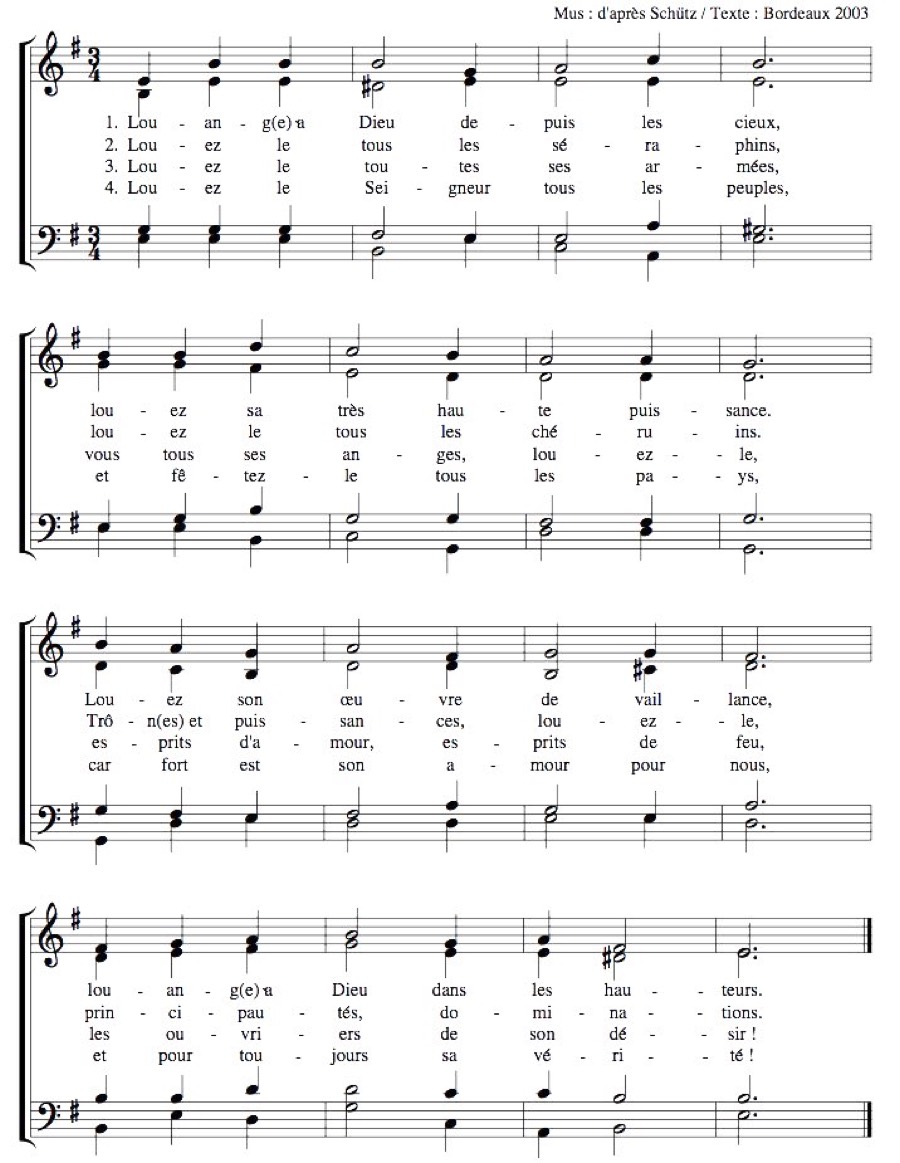 Mus : d'après Schütz / Texte : Bordeaux 2003
1. Lou - an - g(e) a Dieu de - puis les cieux,
2. Lou - ez le tous les sé - ra - phins,
3. Lou - ez le tou - tes ses ar - mées,
4. Lou - ez le Sei - gneur tous les peuples,
lou - ez sa très hau - te puis - sance.
lou - ez le tous les ché - ru - ins.
vous tous ses an - ges, lou - ez - le,
et fê - tez - le tous les pa - ys,
Lou - ez son œu - vre de vail - lance,
Trô - n(es) et puis - san - ces, lou - ez - le,
es - prits d'a - mour, es - prits de feu,
car fort est son a - mour pour nous,
lou - an - g(e) a Dieu dans les hau - teurs.
prin - ci - pau - tés, do - mi - na - tions.
les ou - vri - ers de son dé - sir !
et pour tou - jours sa vé - ri - té !